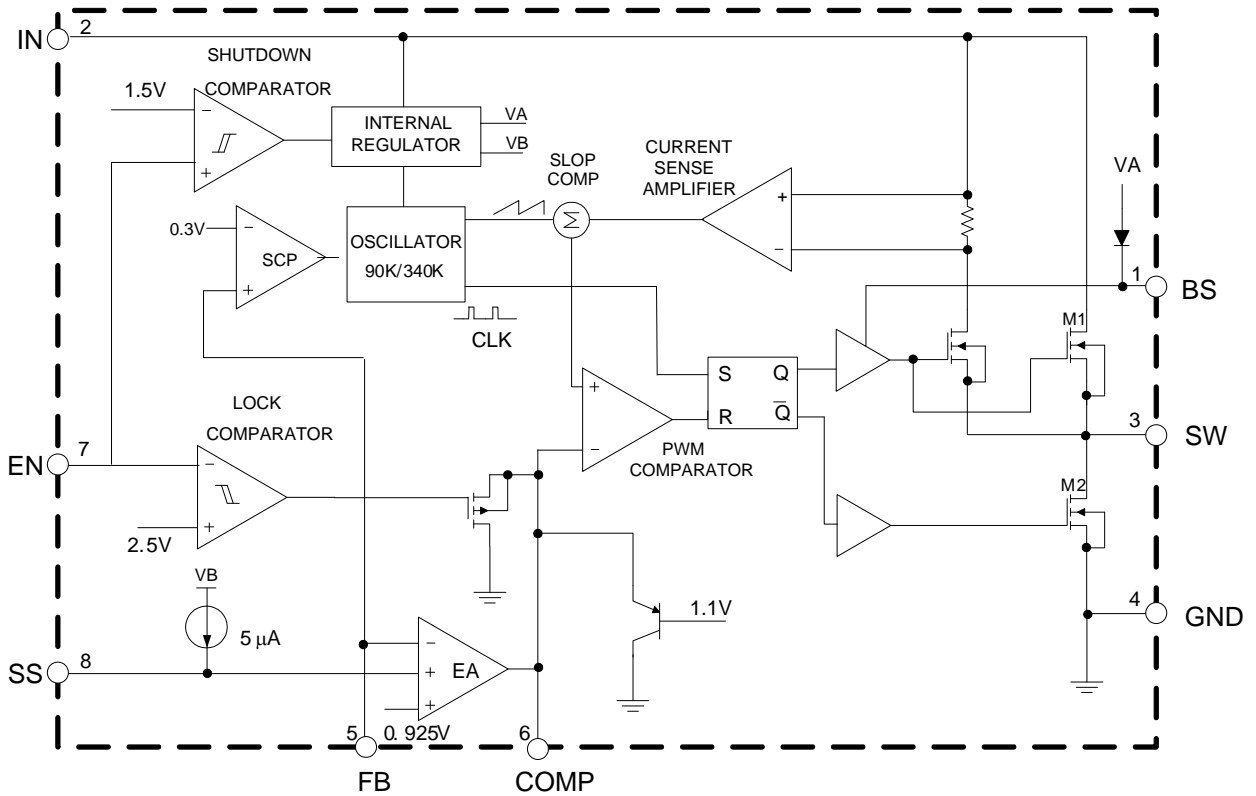 IN
2
SHUTDOWN
COMPARATOR
1.5V
−
+
INTERNAL
REGULATOR
VA
VB
SLOP
COMP
Σ
CURRENT
SENSE
AMPLIFIER
+
−
VA
0.3V
−
+
SCP
OSCILLATOR
90K/340K
CLK
1
BS
M1
LOCK
COMPARATOR
EN
7
−
+
2.5V
+
−
PWM
COMPARATOR
S
Q
R
Q̅
3
SW
M2
VB
5 μA
1.1V
4
GND
SS
8
−
+
+
EA
0.925V
5
6
FB
COMP